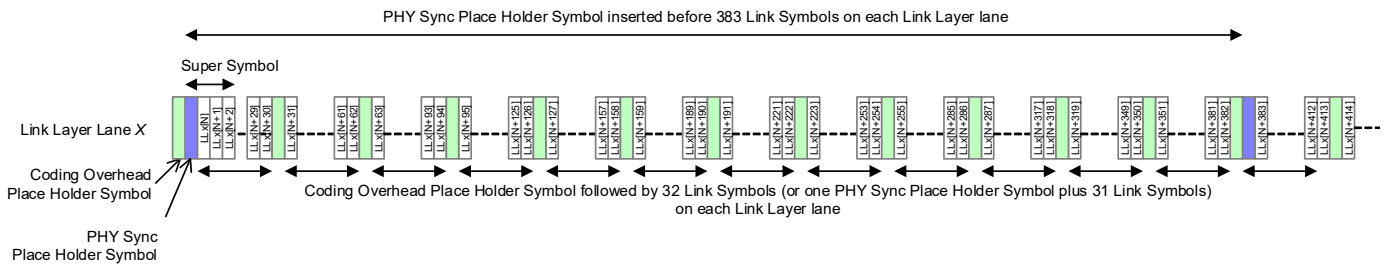 PHY Sync Place Holder Symbol inserted before 383 Link Symbols on each Link Layer lane
Super Symbol
Link Layer Lane X
LLx[N]
LLx[N+1]
LLx[N+2]
LLx[N+29]
LLx[N+30]
LLx[N+31]
LLx[N+61]
LLx[N+62]
LLx[N+63]
LLx[N+93]
LLx[N+94]
LLx[N+95]
LLx[N+125]
LLx[N+126]
LLx[N+127]
LLx[N+157]
LLx[N+158]
LLx[N+159]
LLx[N+189]
LLx[N+190]
LLx[N+191]
LLx[N+221]
LLx[N+222]
LLx[N+223]
LLx[N+253]
LLx[N+254]
LLx[N+255]
LLx[N+285]
LLx[N+286]
LLx[N+287]
LLx[N+317]
LLx[N+318]
LLx[N+319]
LLx[N+349]
LLx[N+350]
LLx[N+351]
LLx[N+381]
LLx[N+382]
LLx[N+383]
LLx[N+412]
LLx[N+413]
LLx[N+414]
Coding Overhead
Place Holder Symbol
Coding Overhead Place Holder Symbol followed by 32 Link Symbols (or one PHY Sync Place Holder Symbol plus 31 Link Symbols)
on each Link Layer lane
PHY Sync
Place Holder Symbol